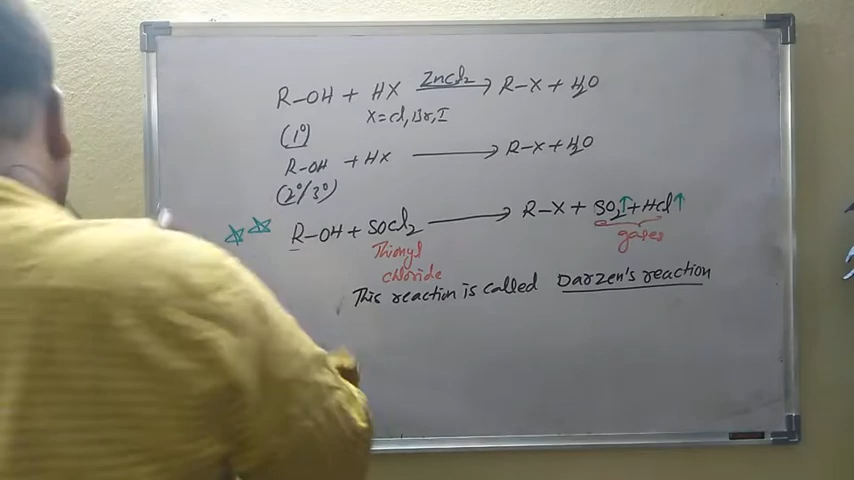 R-OH + HX ZnCl₂ → R-X + H₂O
X=Cl, Br, I
(1°)
R-OH + HX → R-X + H₂O
(2°/3°)
☆☆ R-OH + SOCl₂ → R-X + SO₂↑ + HCl↑
Thionyl chloride
gases
This reaction is called Darzen's reaction